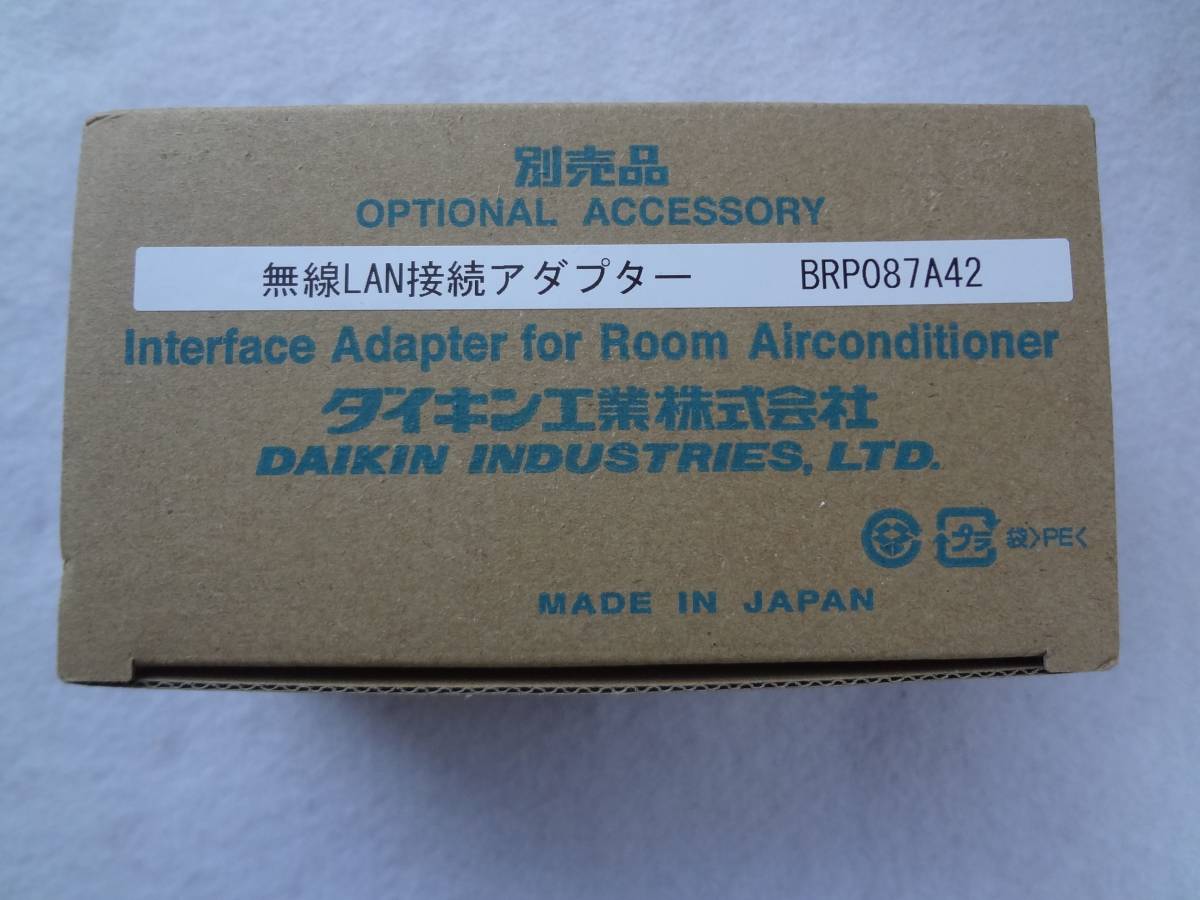 別売品
OPTIONAL ACCESSORY
無線LAN接続アダプター BRP087A42
Interface Adapter for Room Airconditioner
ダイキン工業株式会社
DAIKIN INDUSTRIES, LTD.
プラ 袋>PE<
MADE IN JAPAN